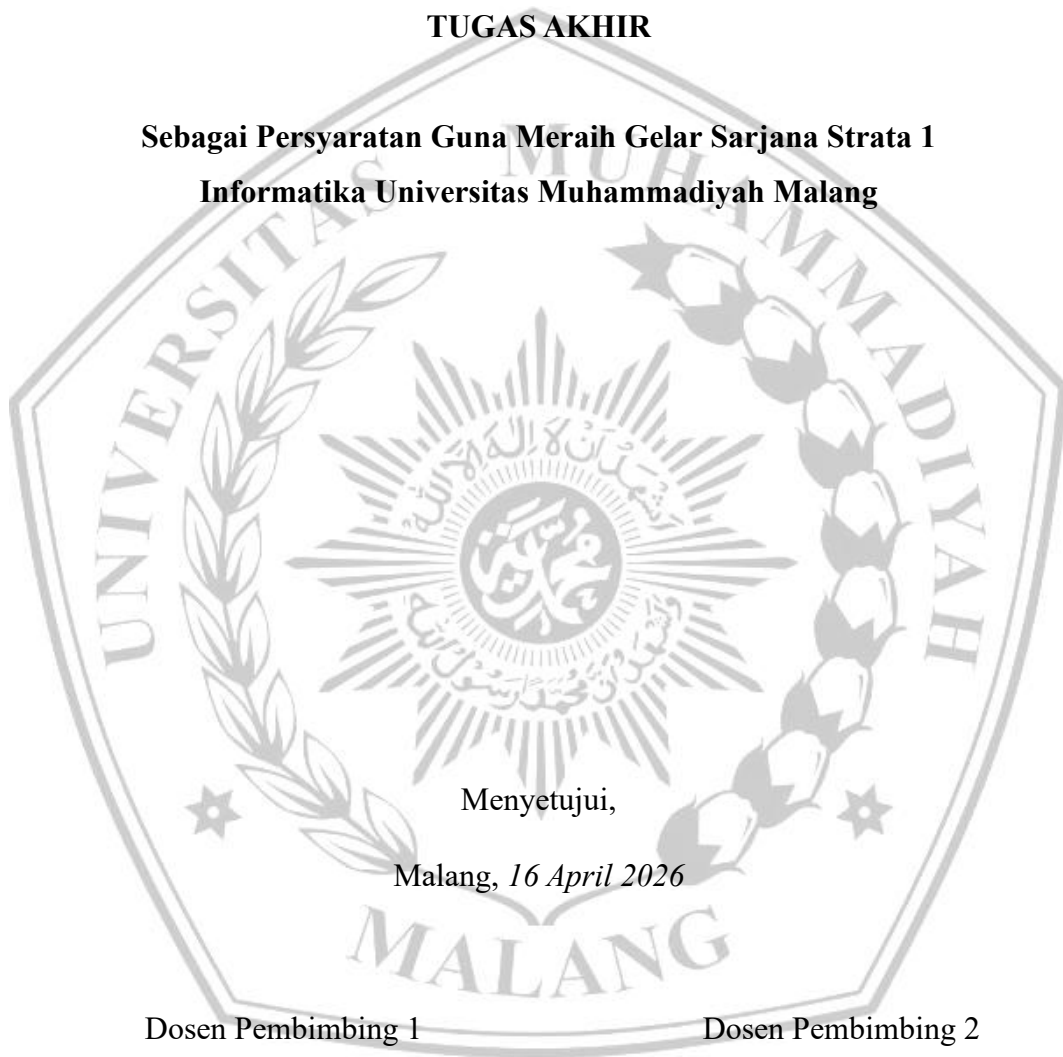 TUGAS AKHIR
Sebagai Persyaratan Guna Meraih Gelar Sarjana Strata 1
Informatika Universitas Muhammadiyah Malang
UNIVERSITAS MUHAMMADIYAH
Menyetujui,
Malang, 16 April 2026
MALANG
Dosen Pembimbing 1 Dosen Pembimbing 2